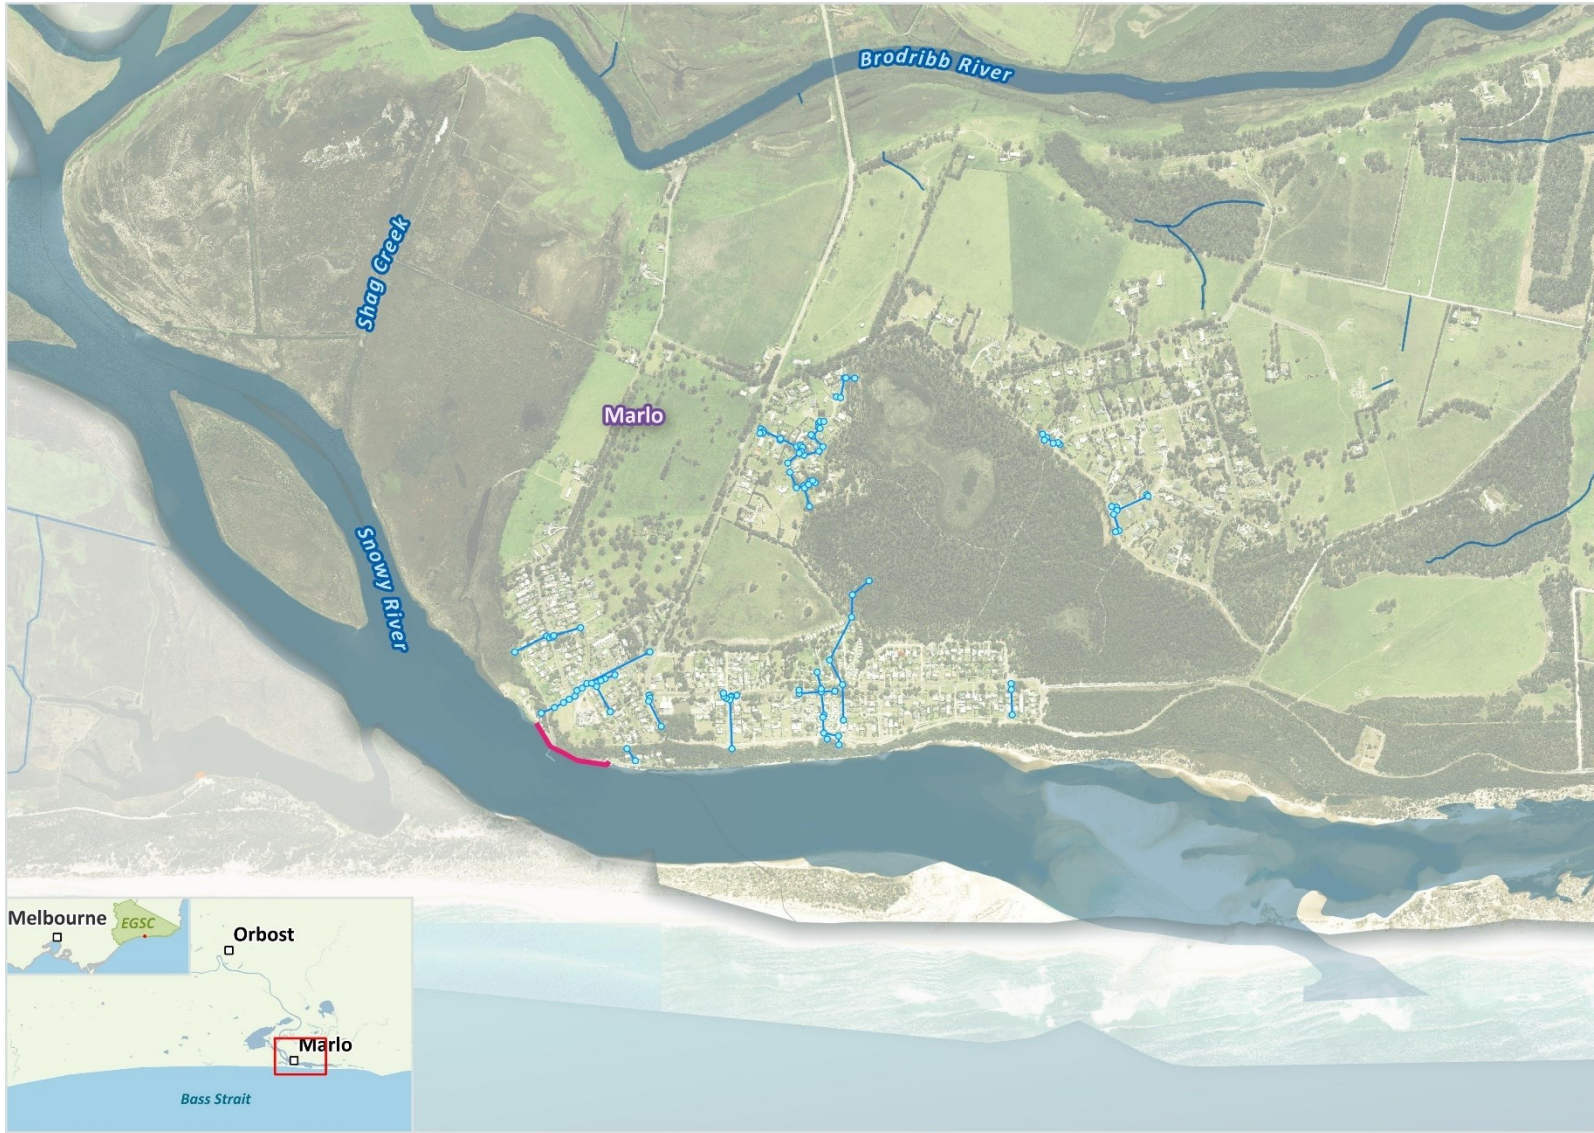 Brodribb River
Shag Creek
Marlo
Snowy River
Melbourne
EGSC
Orbost
Marlo
Bass Strait